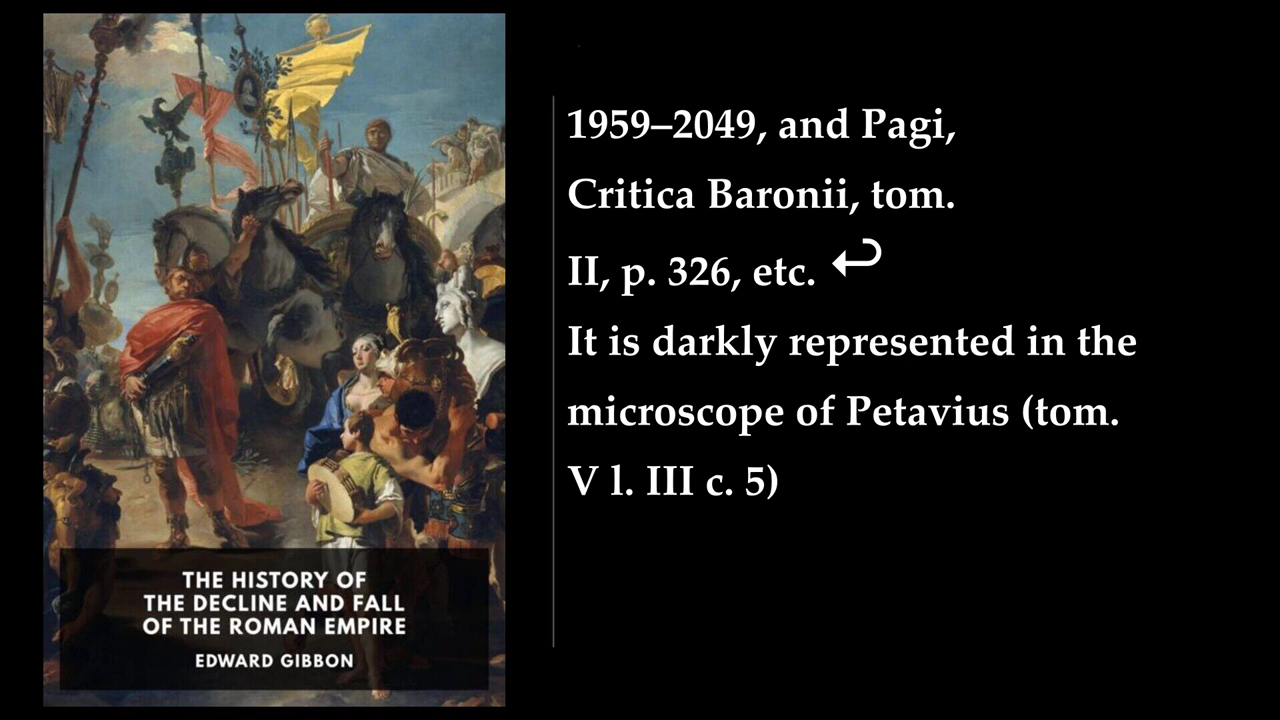 THE HISTORY OF
THE DECLINE AND FALL
OF THE ROMAN EMPIRE
EDWARD GIBBON
1959–2049, and Pagi,
Critica Baronii, tom.
II, p. 326, etc. ↩
It is darkly represented in the
microscope of Petavius (tom.
V l. III c. 5)